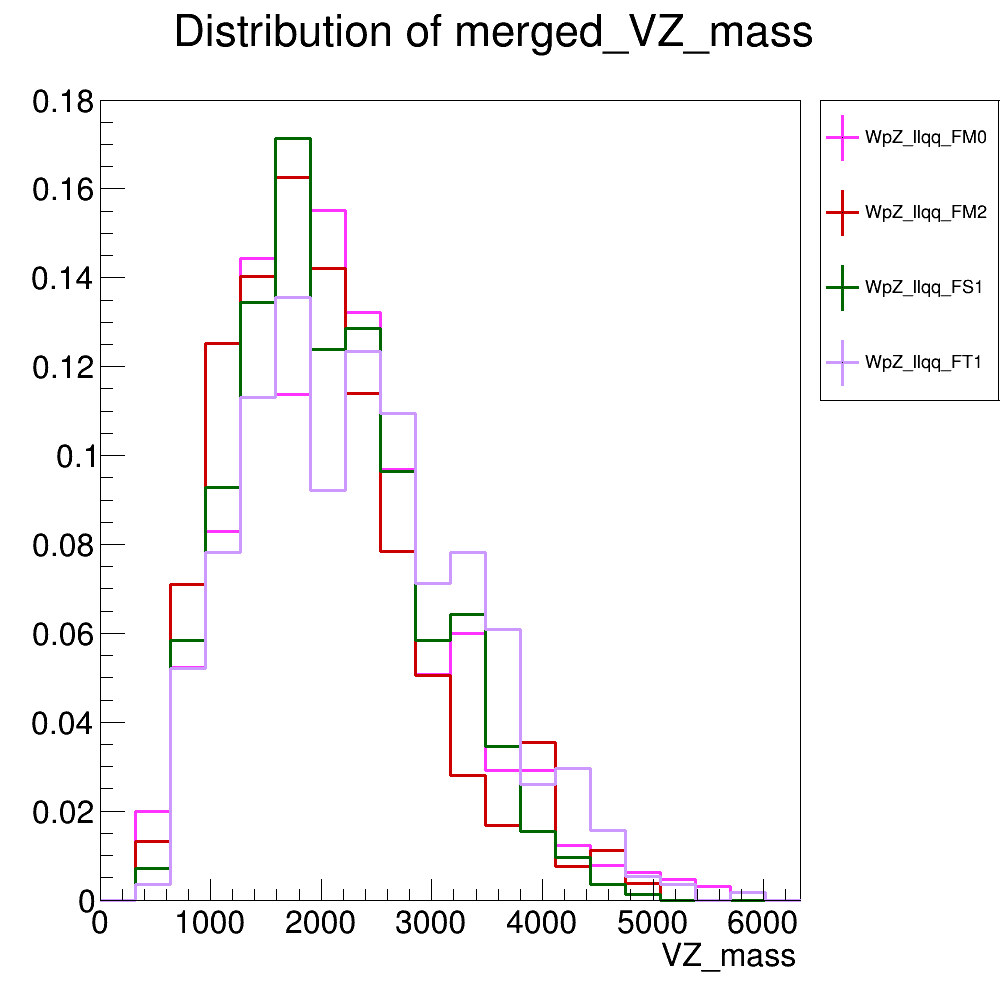 Distribution of merged_VZ_mass
0.18
0.16
0.14
0.12
0.1
0.08
0.06
0.04
0.02
0
0 1000 2000 3000 4000 5000 6000
VZ_mass
WpZ_llqq_FM0
WpZ_llqq_FM2
WpZ_llqq_FS1
WpZ_llqq_FT1